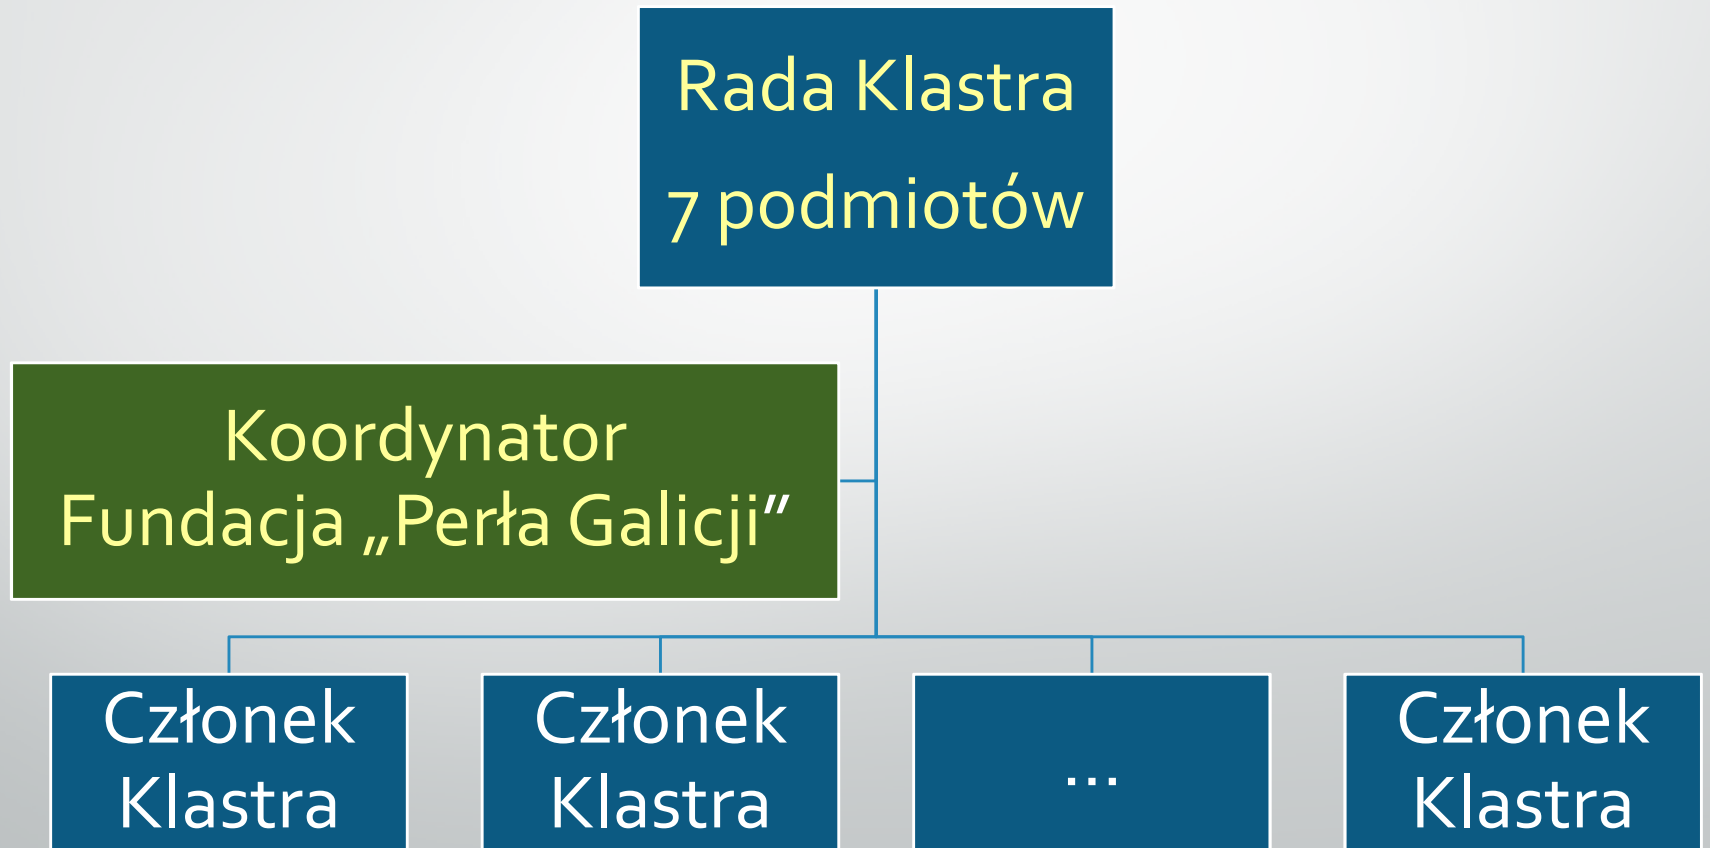 Rada Klastra
7 podmiotów
Koordynator
Fundacja „Perła Galicji”
Członek
Klastra
Członek
Klastra
...
Członek
Klastra